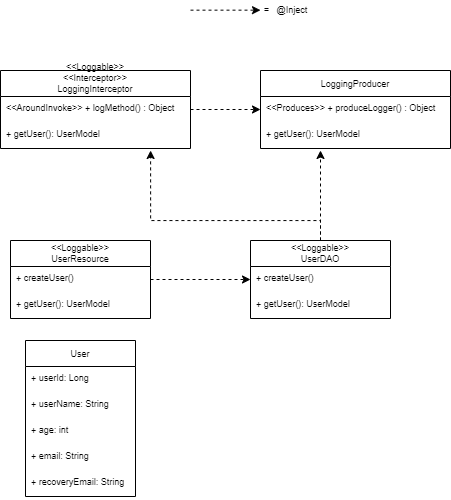 = @Inject
<<Loggable>>
<<Interceptor>>
LoggingInterceptor
<<AroundInvoke>> + logMethod() : Object
+ getUser(): UserModel
LoggingProducer
<<Produces>> + produceLogger() : Object
+ getUser(): UserModel
<<Loggable>>
UserResource
+ createUser()
+ getUser(): UserModel
<<Loggable>>
UserDAO
+ createUser()
+ getUser(): UserModel
User
+ userId: Long
+ userName: String
+ age: int
+ email: String
+ recoveryEmail: String